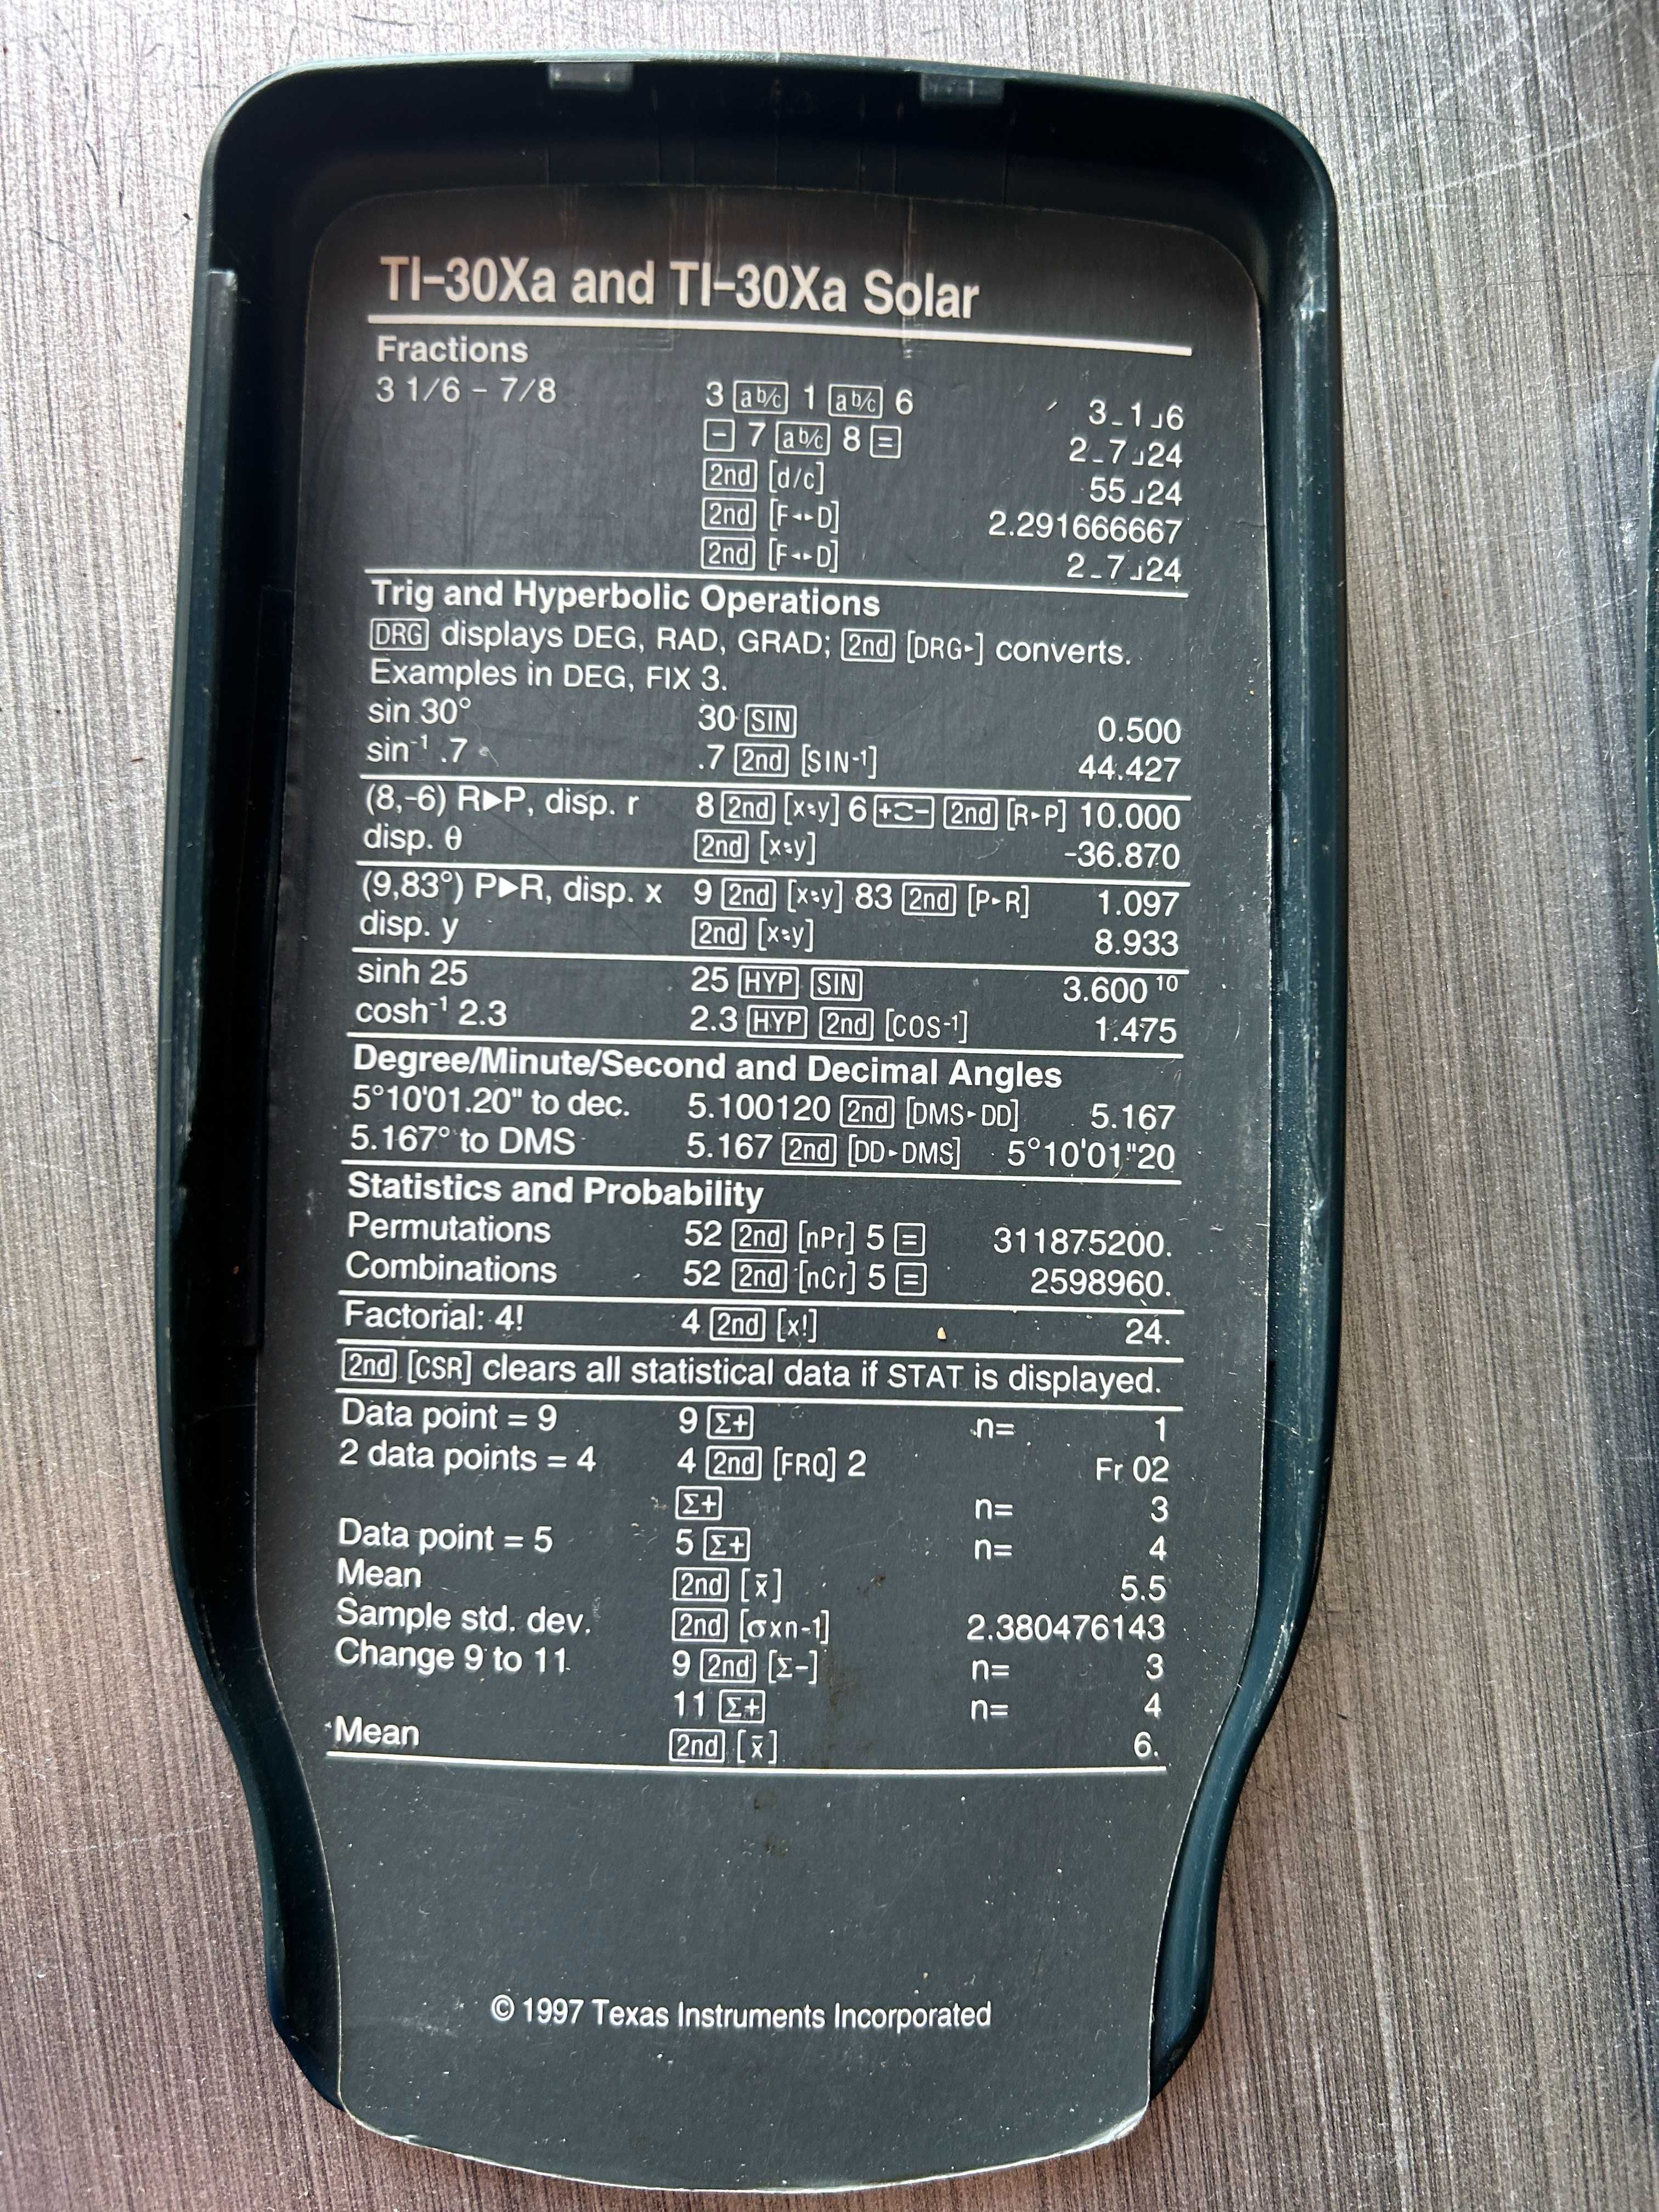 TI-30Xa and TI-30Xa Solar
Fractions
3 1/6 - 7/8 3 a b/c 1 a b/c 6 3_1⌟6
- 7 a b/c 8 = 2_7⌟24
2nd [d/c] 55⌟24
2nd [F◂▸D] 2.291666667
2nd [F◂▸D] 2_7⌟24
Trig and Hyperbolic Operations
DRG displays DEG, RAD, GRAD; 2nd [DRG▸] converts.
Examples in DEG, FIX 3.
sin 30° 30 SIN 0.500
sin⁻¹ .7 .7 2nd [SIN⁻¹] 44.427
(8,-6) R▶P, disp. r 8 2nd [x⇆y] 6 +⇆- 2nd [R▸P] 10.000
disp. θ 2nd [x⇆y] -36.870
(9,83°) P▶R, disp. x 9 2nd [x⇆y] 83 2nd [P▸R] 1.097
disp. y 2nd [x⇆y] 8.933
sinh 25 25 HYP SIN 3.600 ¹⁰
cosh⁻¹ 2.3 2.3 HYP 2nd [COS⁻¹] 1.475
Degree/Minute/Second and Decimal Angles
5°10'01.20" to dec. 5.100120 2nd [DMS▸DD] 5.167
5.167° to DMS 5.167 2nd [DD▸DMS] 5°10'01"20
Statistics and Probability
Permutations 52 2nd [nPr] 5 = 311875200.
Combinations 52 2nd [nCr] 5 = 2598960.
Factorial: 4! 4 2nd [x!] 24.
2nd [CSR] clears all statistical data if STAT is displayed.
Data point = 9 9 Σ+ n= 1
2 data points = 4 4 2nd [FRQ] 2 Fr 02
Σ+ n= 3
Data point = 5 5 Σ+ n= 4
Mean 2nd [x̄] 5.5
Sample std. dev. 2nd [σxn-1] 2.380476143
Change 9 to 11 9 2nd [Σ-] n= 3
11 Σ+ n= 4
Mean 2nd [x̄] 6.
© 1997 Texas Instruments Incorporated